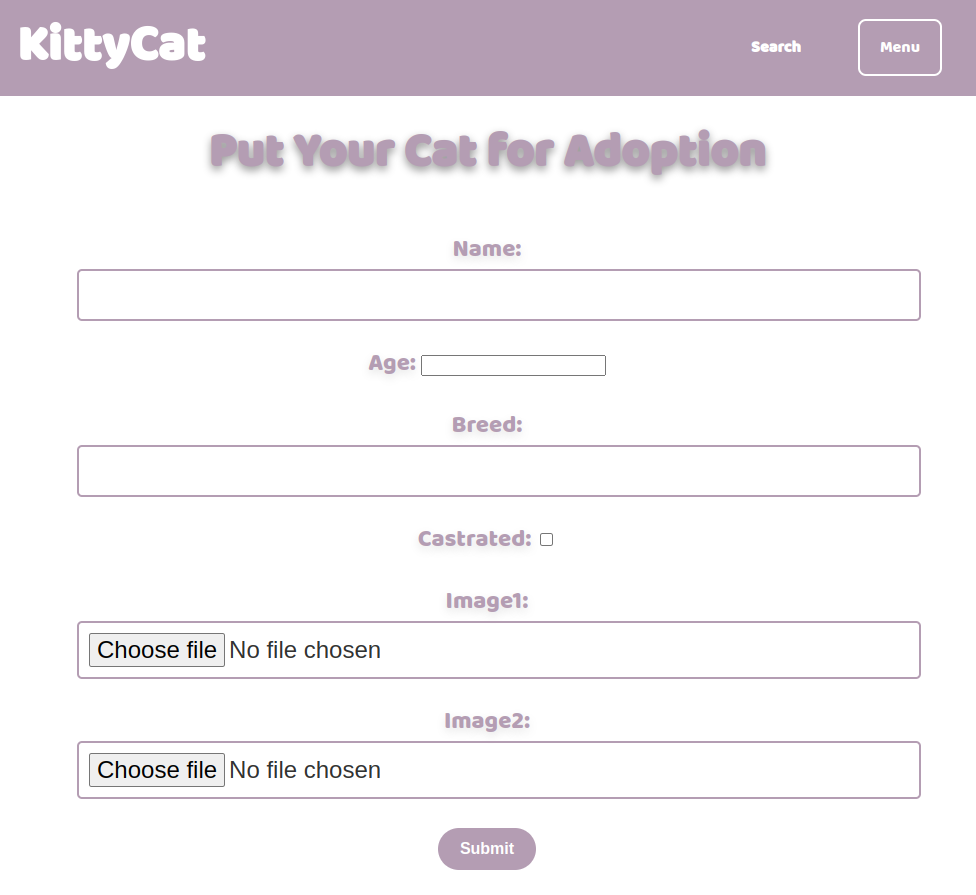 KittyCat
Search
Menu
Put Your Cat for Adoption
Name:
Age:
Breed:
Castrated:
Image1:
Choose file No file chosen
Image2:
Choose file No file chosen
Submit